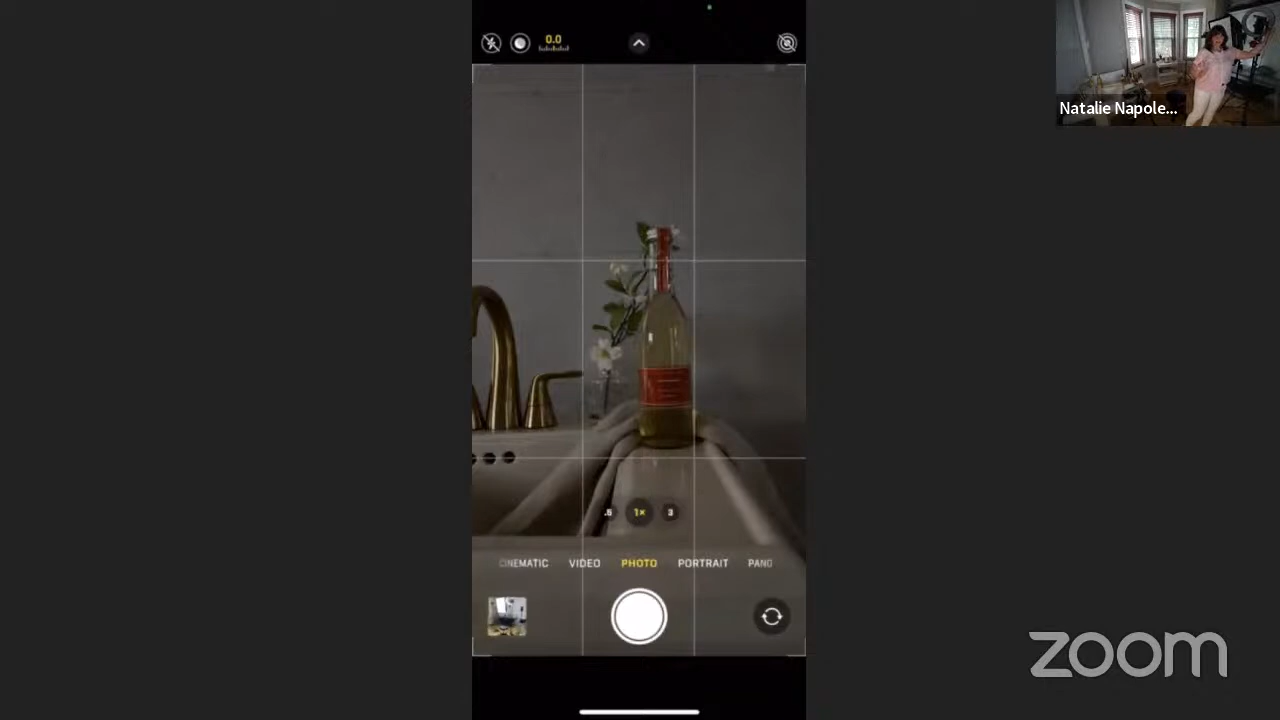 0.0
Natalie Napole...
.5 1× 3
CINEMATIC VIDEO PHOTO PORTRAIT PANO
zoom